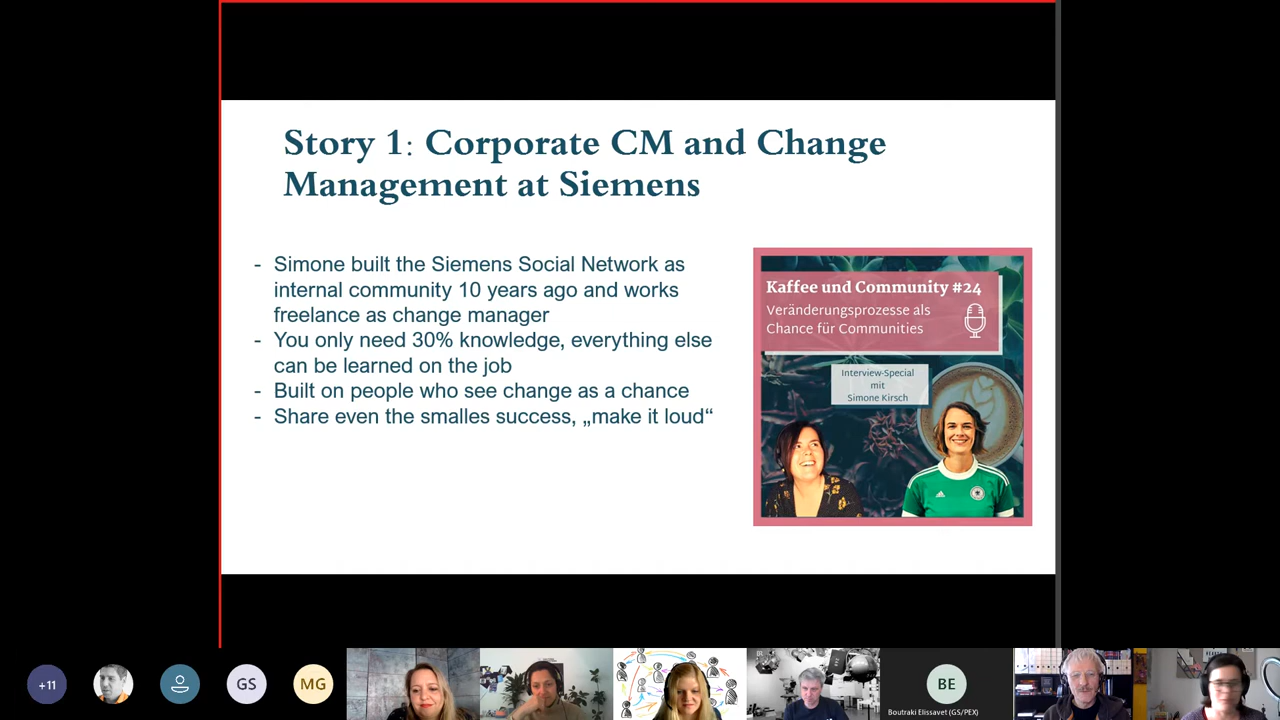 Story 1: Corporate CM and Change
Management at Siemens
- Simone built the Siemens Social Network as
internal community 10 years ago and works
freelance as change manager
- You only need 30% knowledge, everything else
can be learned on the job
- Built on people who see change as a chance
- Share even the smalles success, „make it loud“
Kaffee und Community #24
Veränderungsprozesse als
Chance für Communities
Interview-Special
mit
Simone Kirsch
+11
GS
MG
BE
Boutraki Elissavet (GS/PEX)